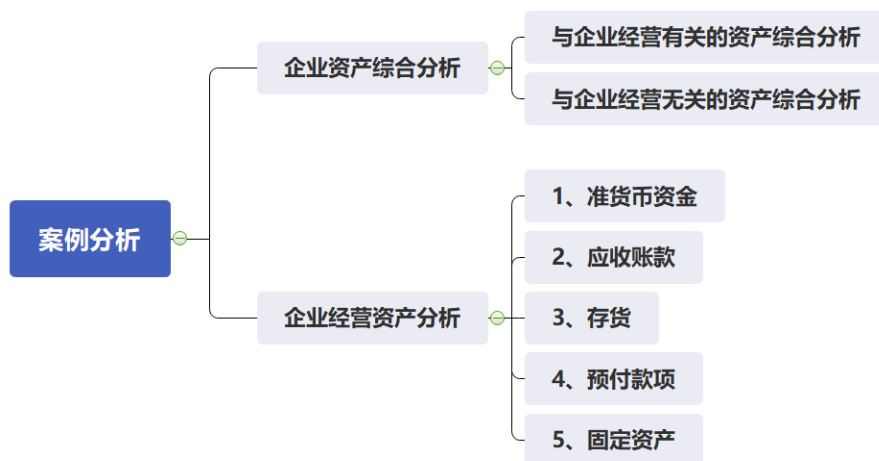 案例分析
企业资产综合分析
与企业经营有关的资产综合分析
与企业经营无关的资产综合分析
企业经营资产分析
1、准货币资金
2、应收账款
3、存货
4、预付款项
5、固定资产